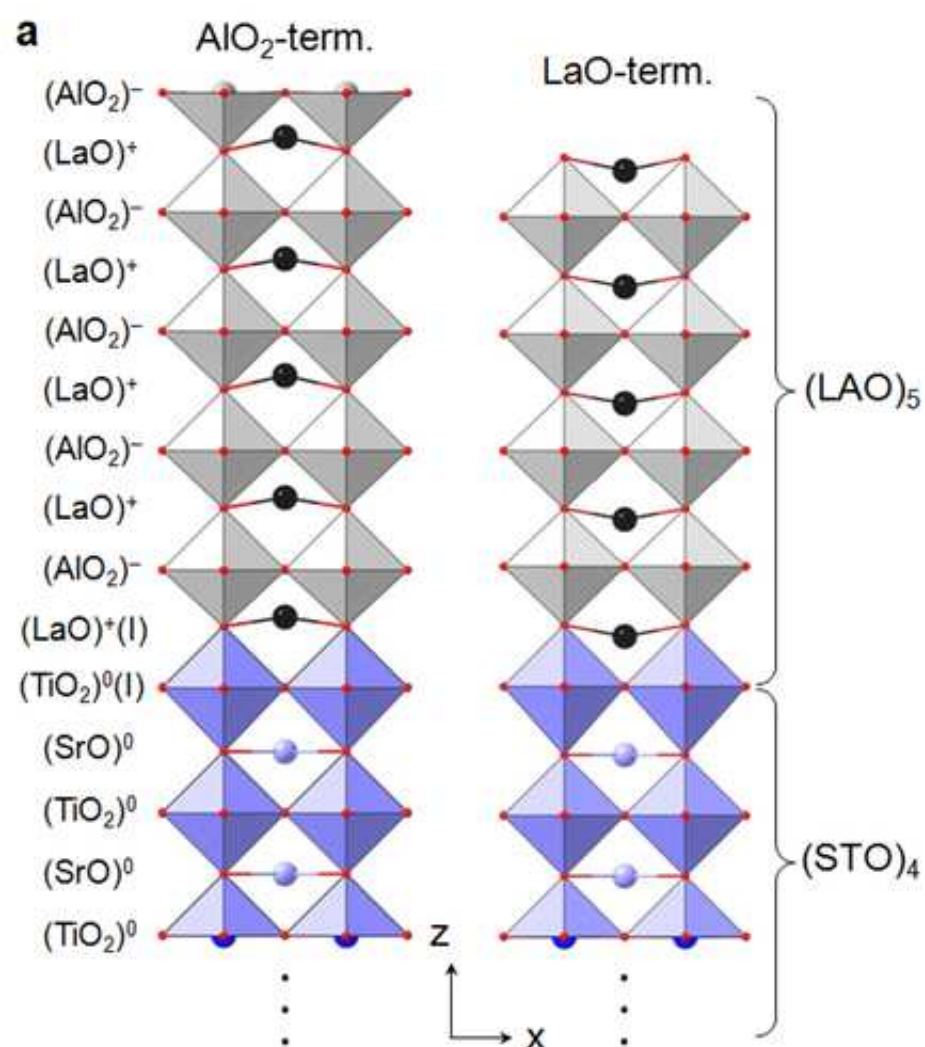 a
AlO₂-term.
LaO-term.
(AlO₂)⁻
(LaO)⁺
(AlO₂)⁻
(LaO)⁺
(AlO₂)⁻
(LaO)⁺
(AlO₂)⁻
(LaO)⁺
(AlO₂)⁻
(LaO)⁺(I)
(TiO₂)⁰(I)
(SrO)⁰
(TiO₂)⁰
(SrO)⁰
(TiO₂)⁰
(LAO)₅
(STO)₄
z
x